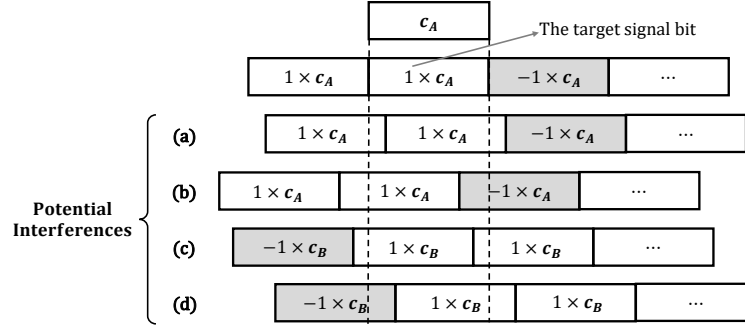 c_A
The target signal bit
1 × c_A 1 × c_A −1 × c_A ...
(a) 1 × c_A 1 × c_A −1 × c_A ...
(b) 1 × c_A 1 × c_A −1 × c_A ...
Potential
Interferences
(c) −1 × c_B 1 × c_B 1 × c_B ...
(d) −1 × c_B 1 × c_B 1 × c_B ...